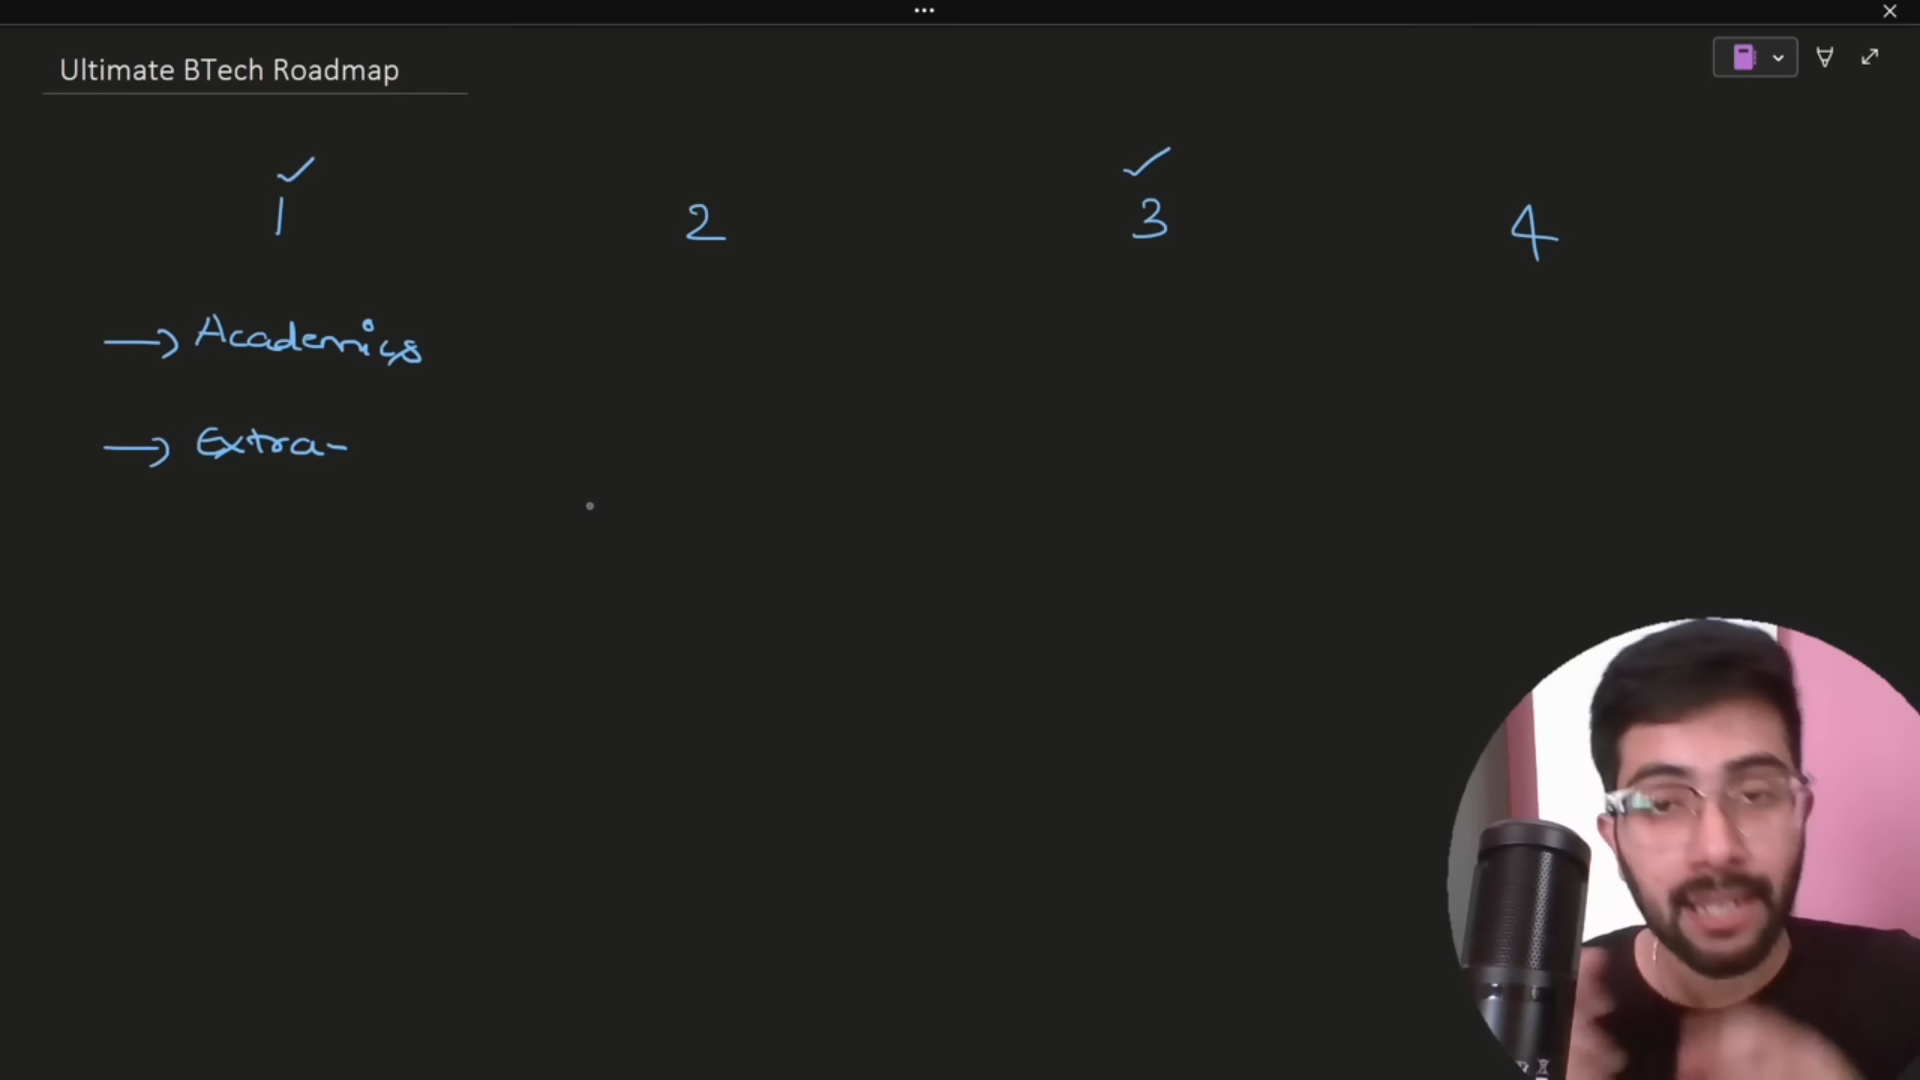 Ultimate BTech Roadmap
1 2 3 4
→ Academics
→ Extra-